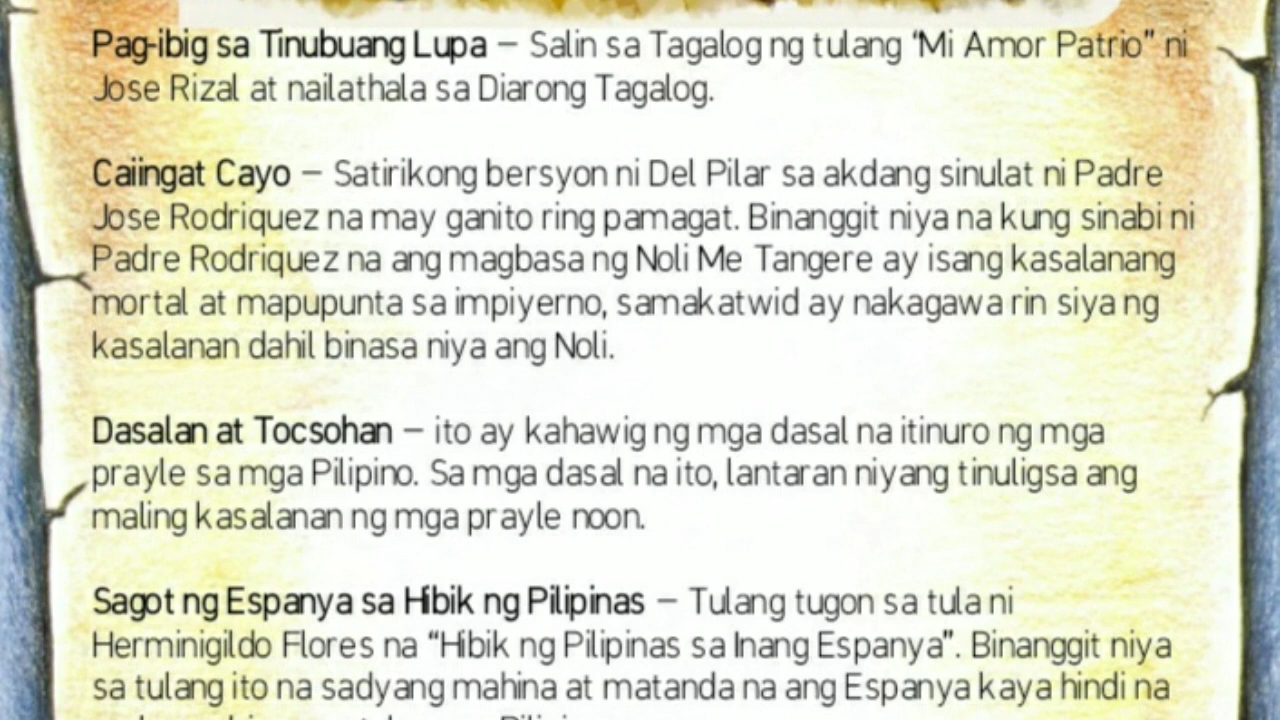 Pag-ibig sa Tinubuang Lupa – Salin sa Tagalog ng tulang “Mi Amor Patrio” ni
Jose Rizal at nailathala sa Diarong Tagalog.
Caiingat Cayo – Satirikong bersyon ni Del Pilar sa akdang sinulat ni Padre
Jose Rodriquez na may ganito ring pamagat. Binanggit niya na kung sinabi ni
Padre Rodriquez na ang magbasa ng Noli Me Tangere ay isang kasalanang
mortal at mapupunta sa impiyerno, samakatwid ay nakagawa rin siya ng
kasalanan dahil binasa niya ang Noli.
Dasalan at Tocsohan – ito ay kahawig ng mga dasal na itinuro ng mga
prayle sa mga Pilipino. Sa mga dasal na ito, lantaran niyang tinuligsa ang
maling kasalanan ng mga prayle noon.
Sagot ng Espanya sa Hibik ng Pilipinas – Tulang tugon sa tula ni
Herminigildo Flores na “Hibik ng Pilipinas sa Inang Espanya”. Binanggit niya
sa tulang ito na sadyang mahina at matanda na ang Espanya kaya hindi na